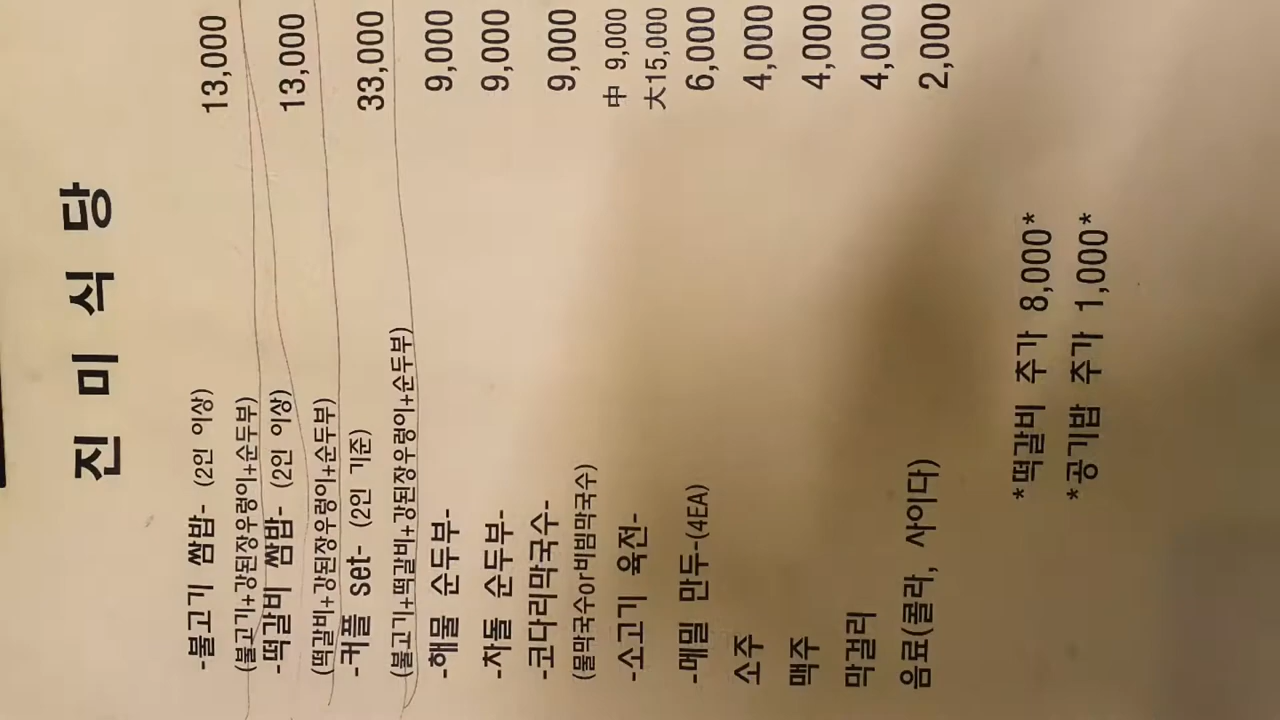 진 미 식 당
-불고기 쌈밥- (2인 이상) 13,000
(불고기+강된장우렁이+순두부)
-떡갈비 쌈밥- (2인 이상) 13,000
(떡갈비+강된장우렁이+순두부)
-커플 set- (2인 기준) 33,000
(불고기+떡갈비+강된장우렁이+순두부)
-해물 순두부- 9,000
-차돌 순두부- 9,000
-코다리막국수- 9,000
(물막국수or비빔막국수)
-소고기 육전- 中 9,000
大15,000
-메밀 만두-(4EA) 6,000
소주 4,000
맥주 4,000
막걸리 4,000
음료(콜라, 사이다) 2,000
*떡갈비 추가 8,000*
*공기밥 추가 1,000*